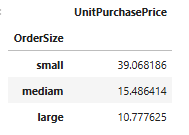 UnitPurchasePrice
OrderSize
small 39.068186
mediam 15.486414
large 10.777625